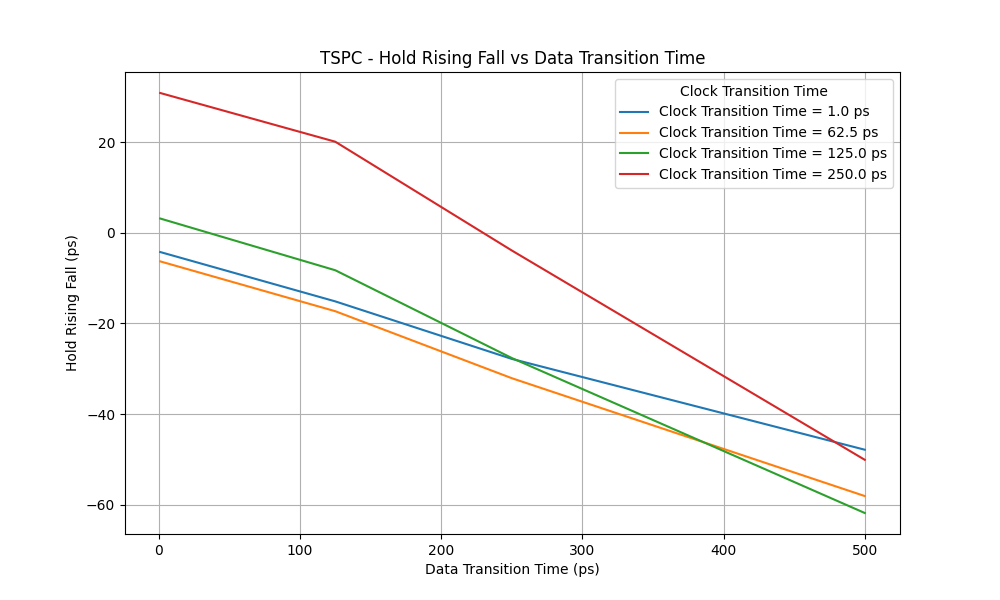 TSPC - Hold Rising Fall vs Data Transition Time
Clock Transition Time
Clock Transition Time = 1.0 ps
Clock Transition Time = 62.5 ps
Clock Transition Time = 125.0 ps
Clock Transition Time = 250.0 ps
Hold Rising Fall (ps)
20
0
−20
−40
−60
0 100 200 300 400 500
Data Transition Time (ps)